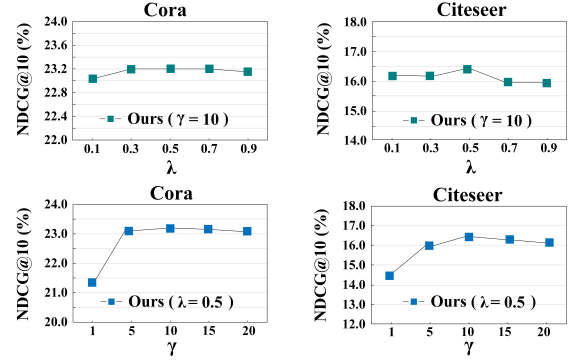 Cora
NDCG@10 (%)
24.0
23.6
23.2
22.8
22.4
22.0
Ours ( γ = 10 )
0.1 0.3 0.5 0.7 0.9
λ
Citeseer
NDCG@10 (%)
18.0
17.0
16.0
15.0
14.0
Ours ( γ = 10 )
0.1 0.3 0.5 0.7 0.9
λ
Cora
NDCG@10 (%)
24.0
23.0
22.0
21.0
20.0
Ours ( λ= 0.5 )
1 5 10 15 20
γ
Citeseer
NDCG@10 (%)
18.0
17.0
16.0
15.0
14.0
13.0
12.0
Ours ( λ= 0.5 )
1 5 10 15 20
γ